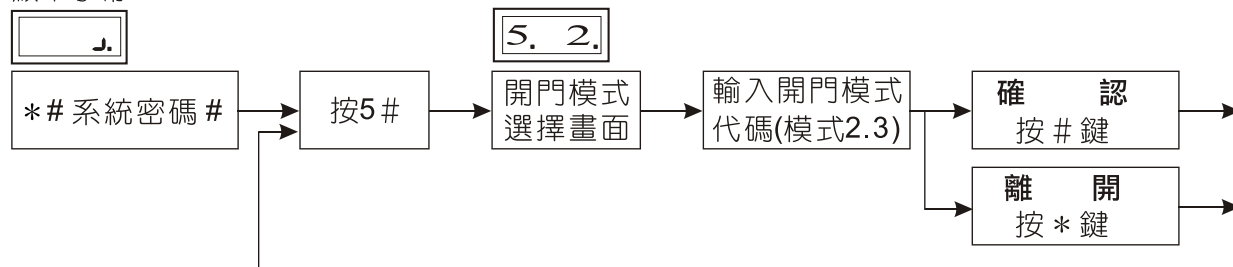 5. 2.
*#系統密碼#
按5#
開門模式
選擇畫面
輸入開門模式
代碼(模式2.3)
確 認
按#鍵
離 開
按*鍵